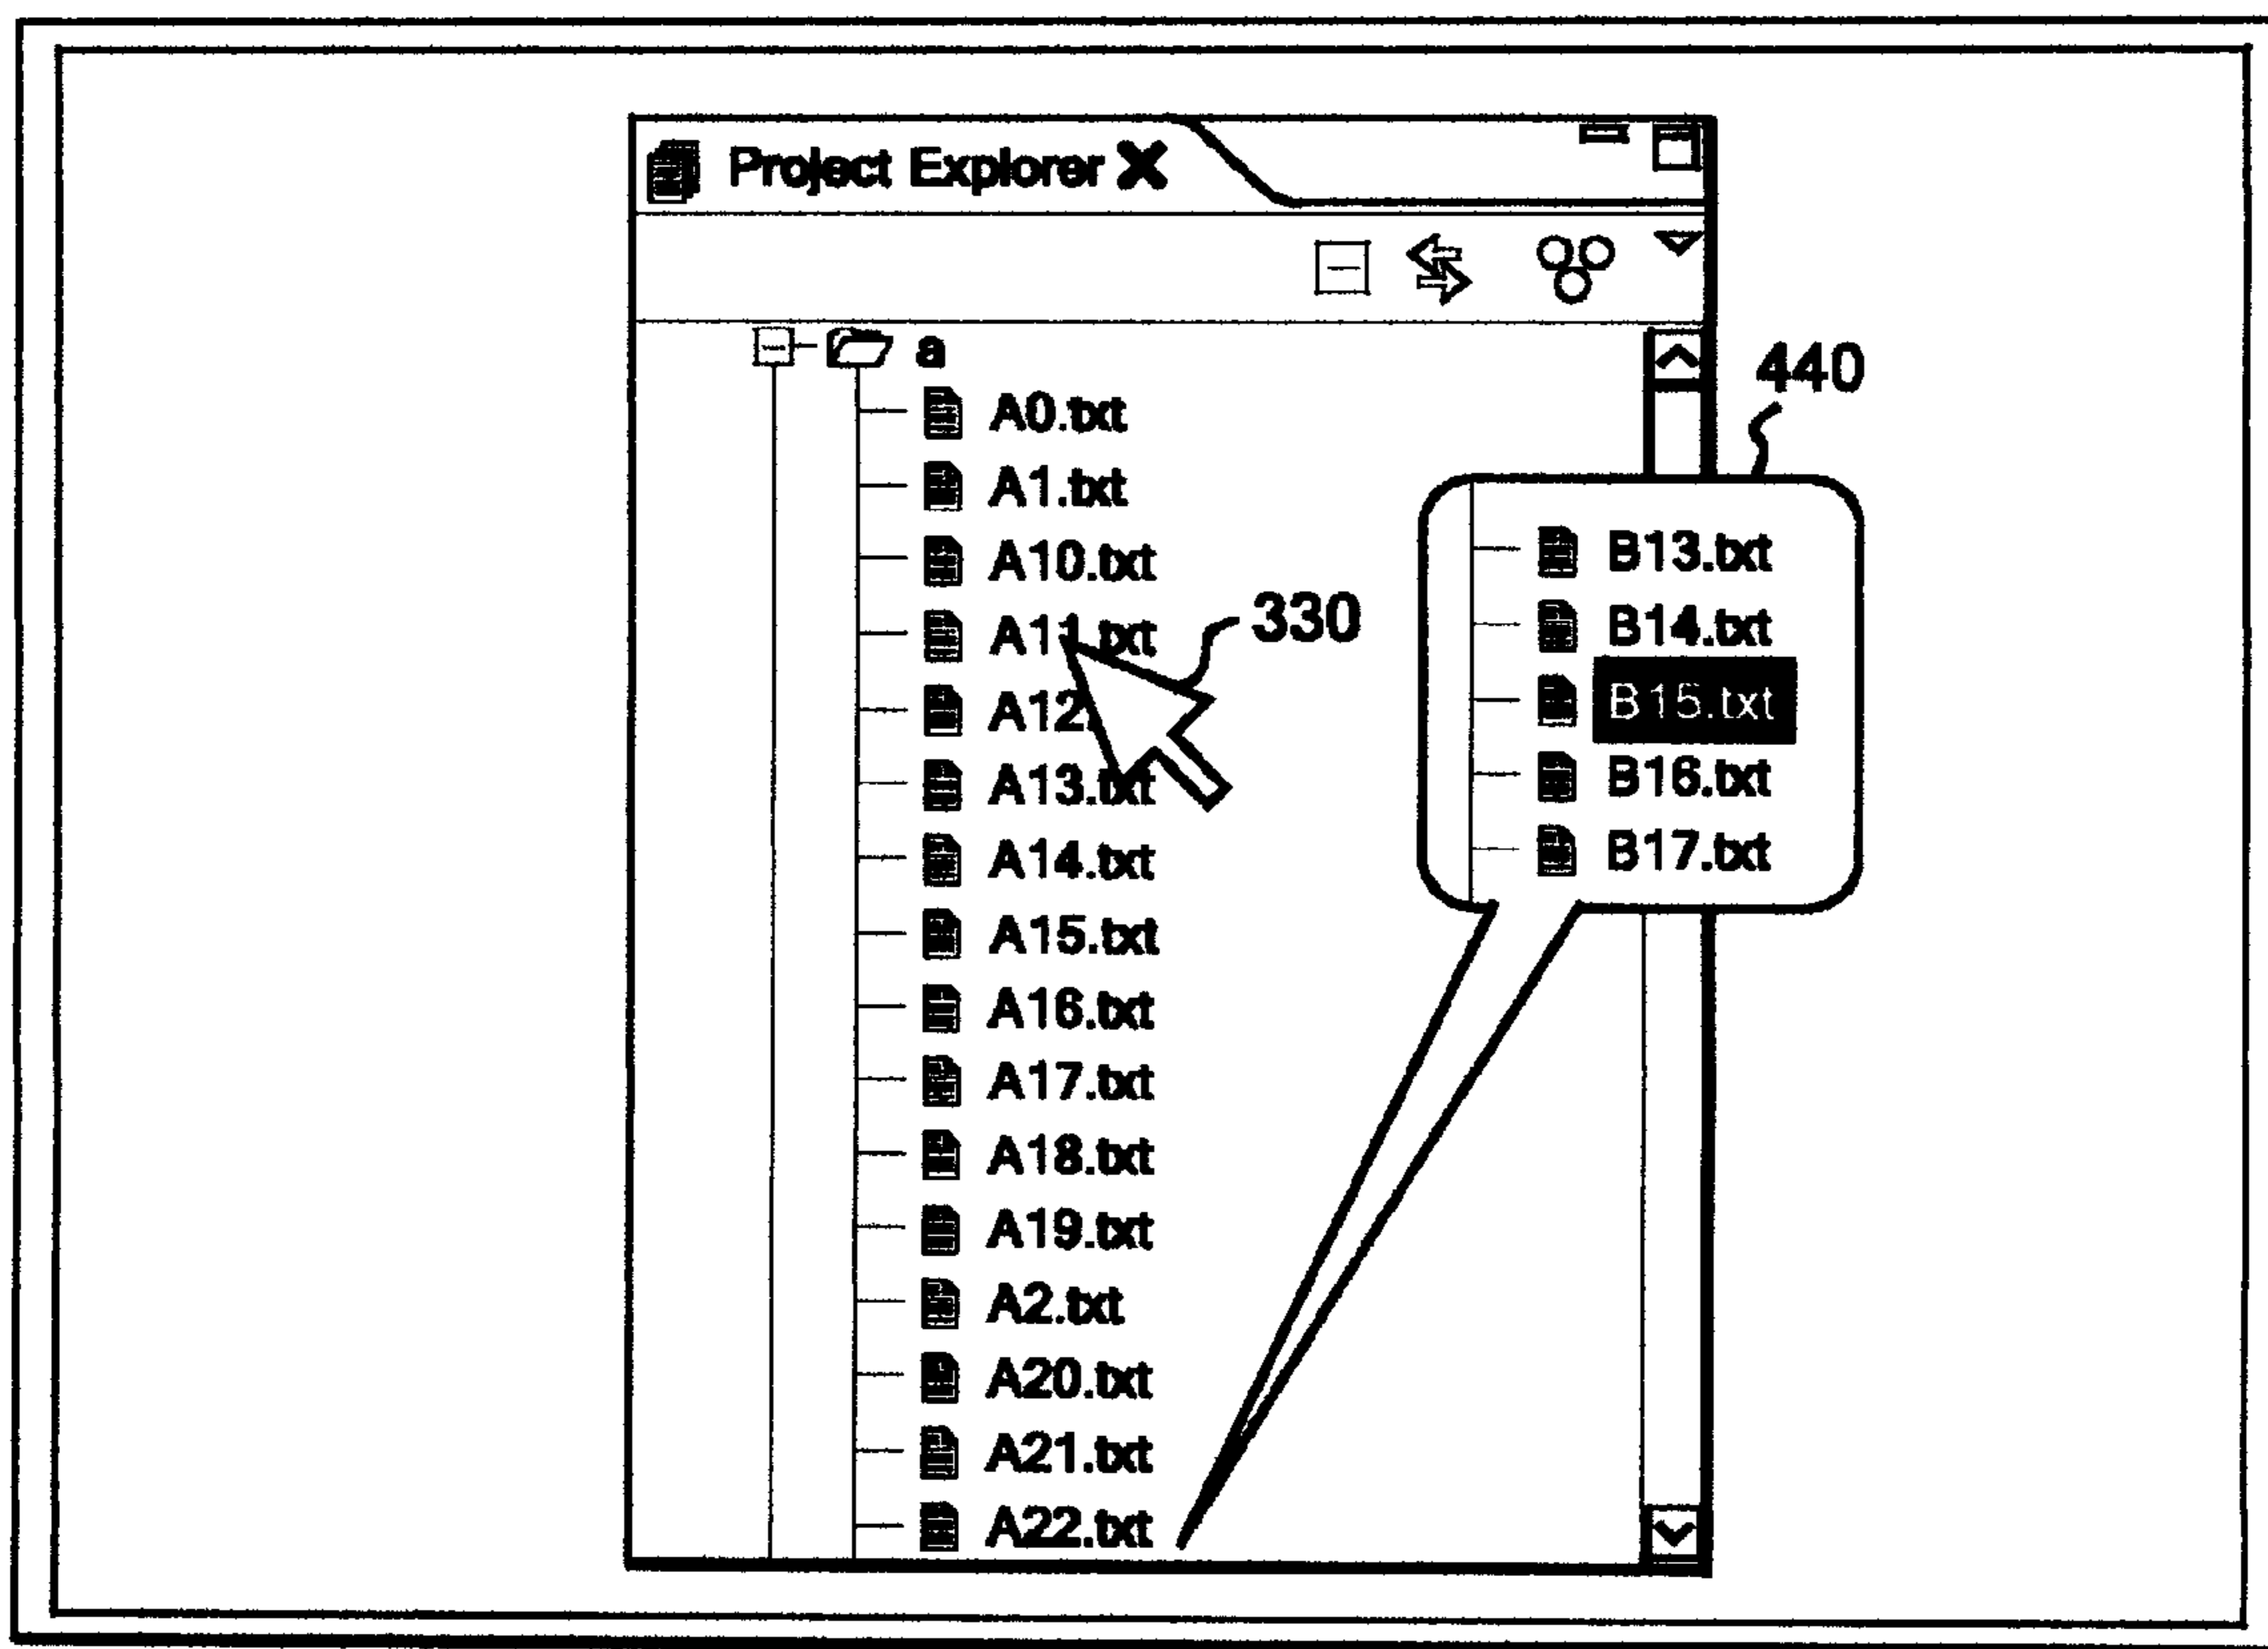 Project Explorer
a
440
A0.txt
A1.txt
A10.txt
A11.txt
330
A12.
A13.txt
A14.txt
A15.txt
A16.txt
A17.txt
A18.txt
A19.txt
A2.txt
A20.txt
A21.txt
A22.txt
B13.txt
B14.txt
B15.txt
B16.txt
B17.txt